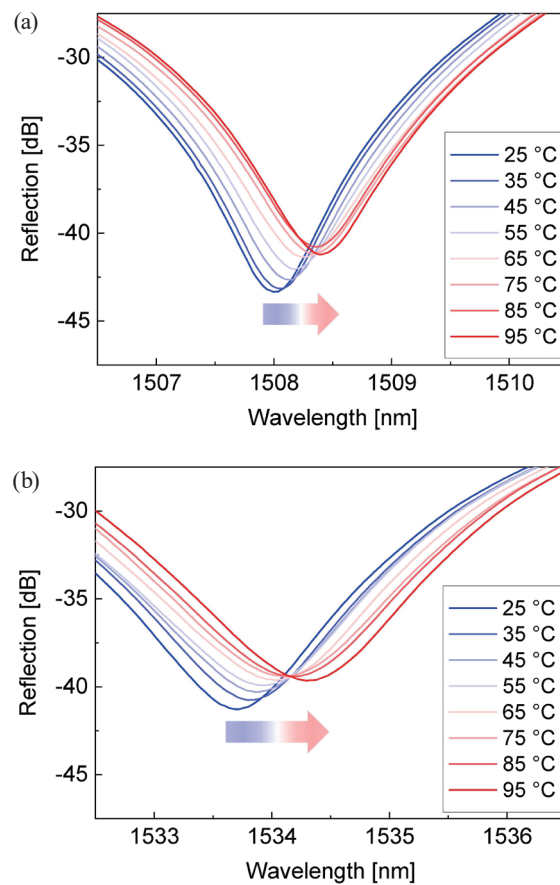 (a)
Reflection [dB]
-30
-35
-40
-45
25 °C
35 °C
45 °C
55 °C
65 °C
75 °C
85 °C
95 °C
1507
1508
1509
1510
Wavelength [nm]
(b)
Reflection [dB]
-30
-35
-40
-45
25 °C
35 °C
45 °C
55 °C
65 °C
75 °C
85 °C
95 °C
1533
1534
1535
1536
Wavelength [nm]